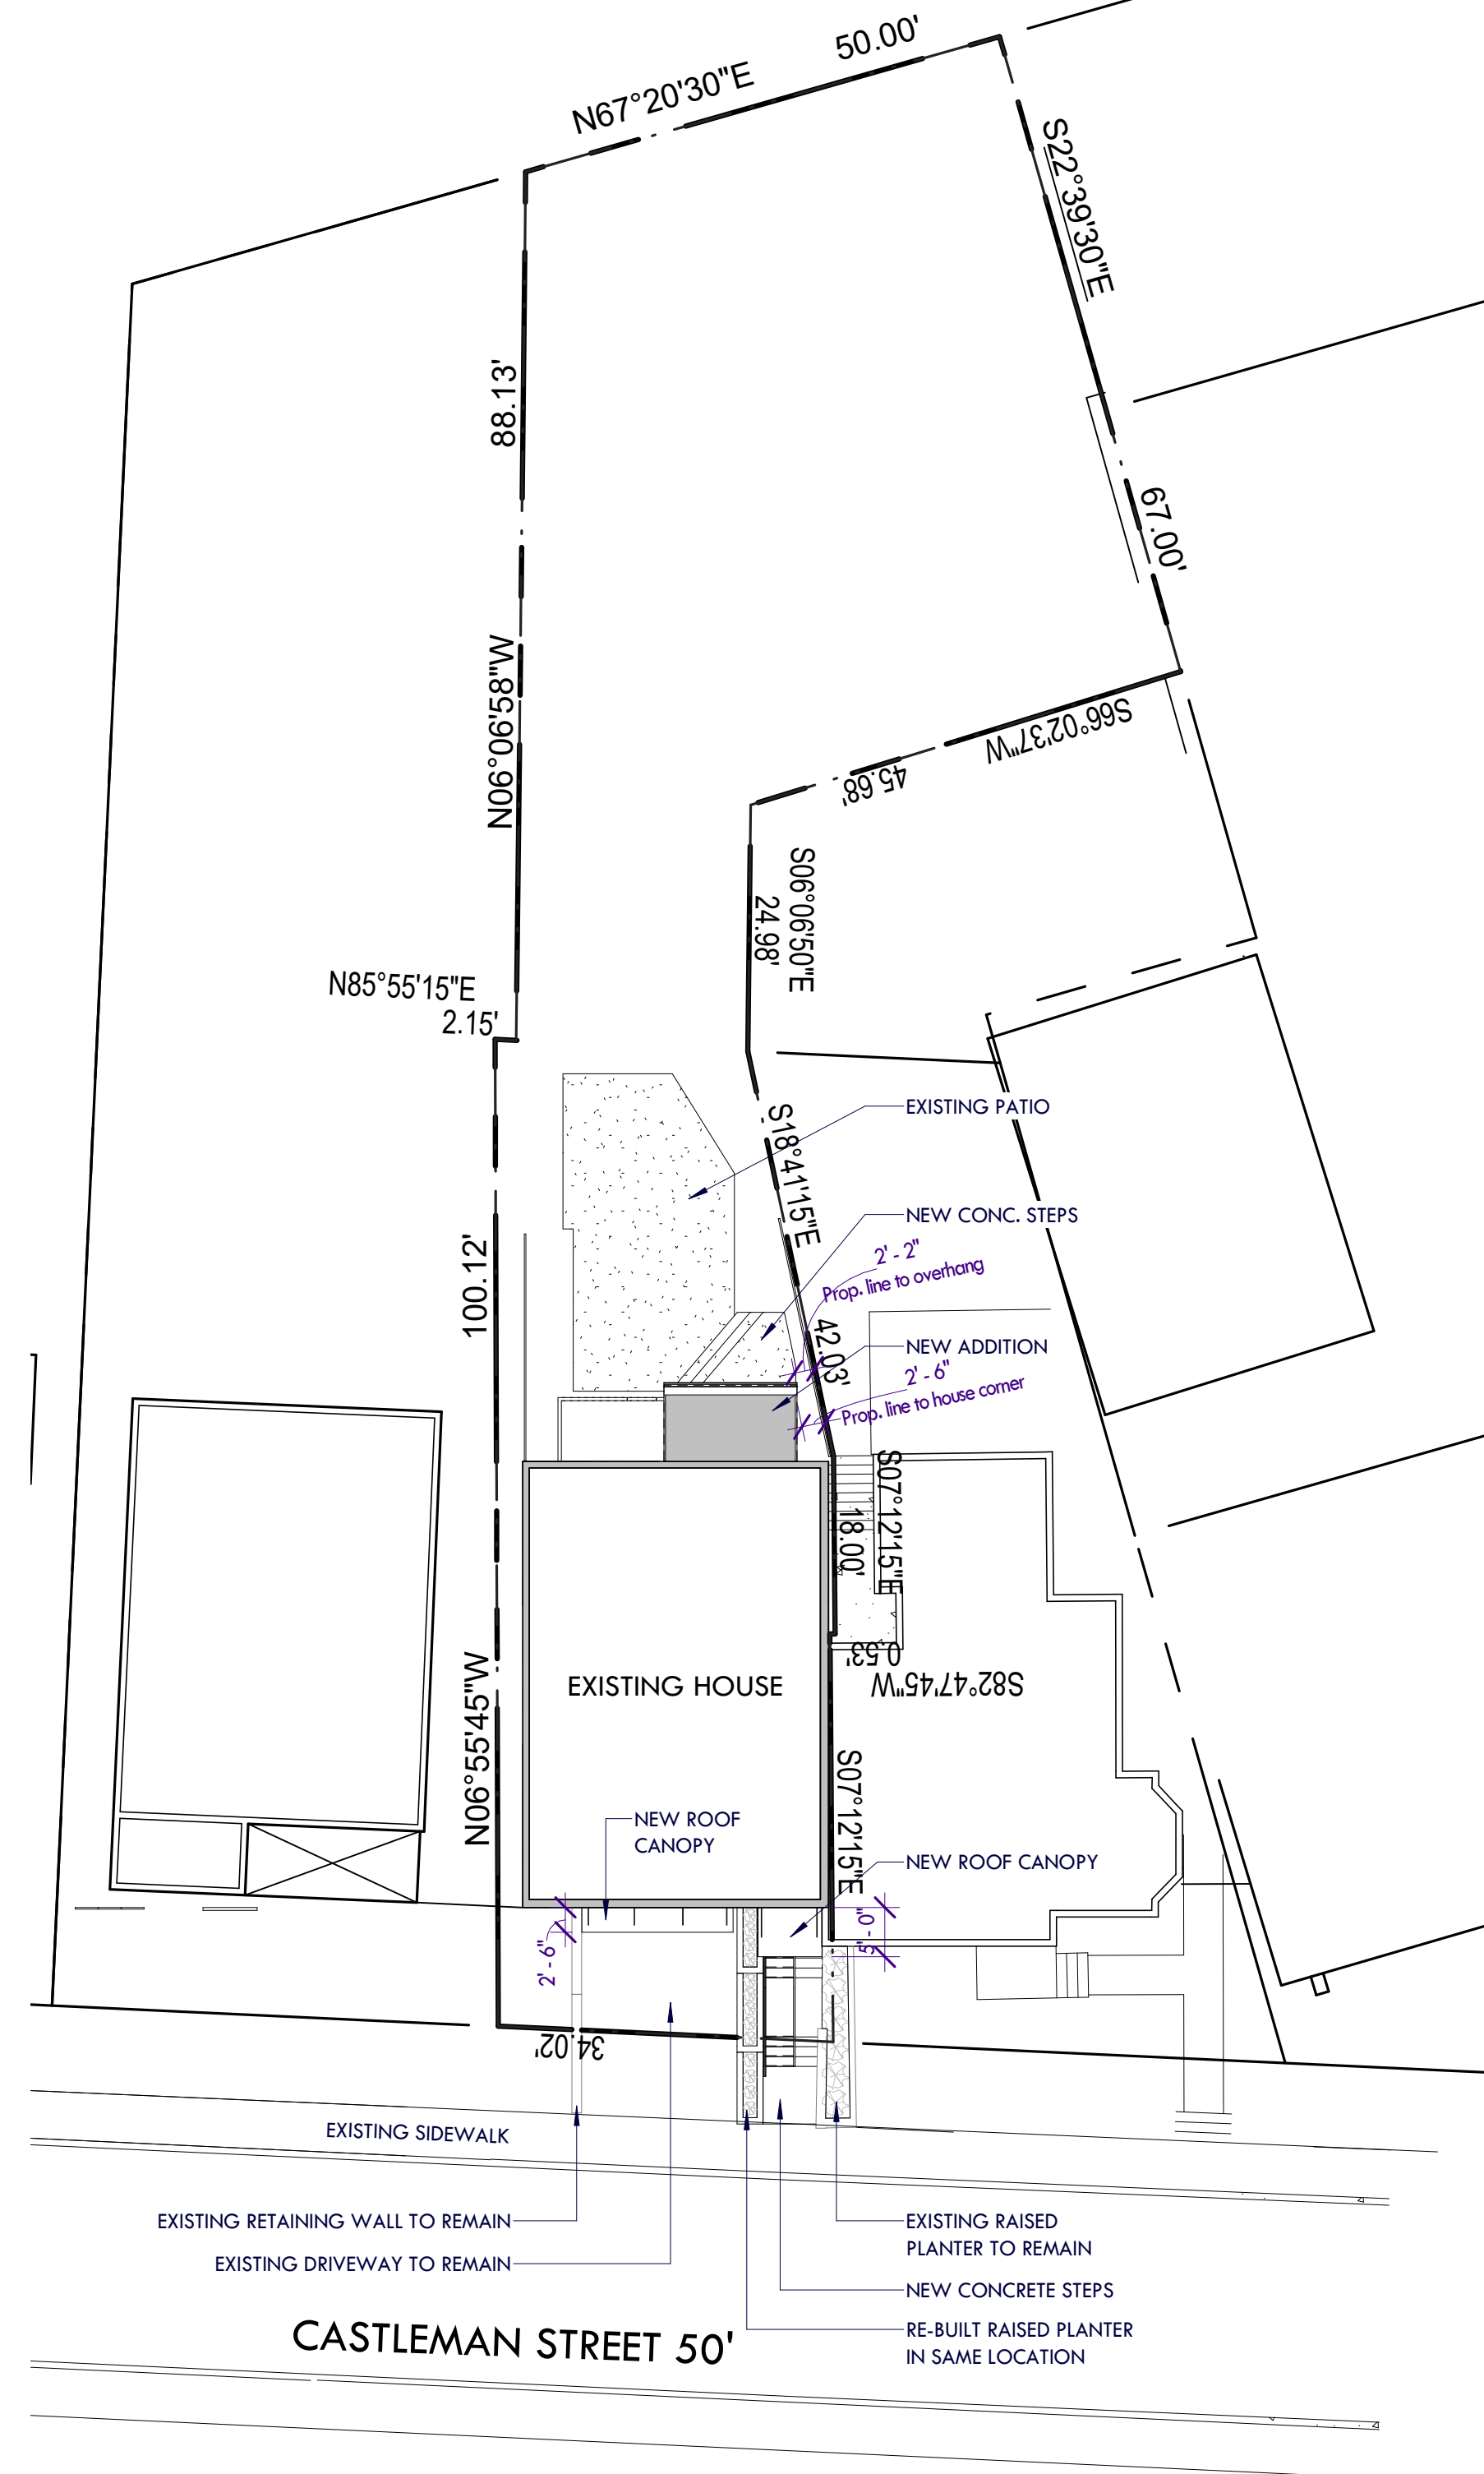 50.00'
N67°20'30"E
S22°39'30"E
88.13'
67.00'
N06°06'58"W
S66°02'37"W
45.68'
S06°06'50"E
24.98'
N85°55'15"E
2.15'
EXISTING PATIO
S18°41'15"E
NEW CONC. STEPS
2' - 2"
Prop. line to overhang
100.12'
42.03'
NEW ADDITION
2' - 6"
Prop. line to house corner
S07°12'15"E
18.00'
0.53'
S82°47'45"W
EXISTING HOUSE
N06°55'45"W
S07°12'15"E
NEW ROOF
CANOPY
NEW ROOF CANOPY
2' - 6"
5' - 0"
34.02'
EXISTING SIDEWALK
EXISTING RETAINING WALL TO REMAIN
EXISTING RAISED
PLANTER TO REMAIN
EXISTING DRIVEWAY TO REMAIN
NEW CONCRETE STEPS
RE-BUILT RAISED PLANTER
IN SAME LOCATION
CASTLEMAN STREET 50'